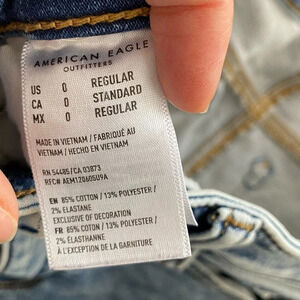 AMERICAN EAGLE
OUTFITTERS
US 0 REGULAR
CA 0 STANDARD
MX 0 REGULAR
MADE IN VIETNAM / FABRIQUÉ AU
VIETNAM / HECHO EN VIETNAM
RN 54485/CA 03873
REF# AEM12060SU9A
EN 85% COTTON / 13% POLYESTER /
2% ELASTANE
EXCLUSIVE OF DECORATION
FR 85% COTON / 13% POLYESTER /
2% ÉLASTHANNE
À L'EXCEPTION DE LA GARNITURE